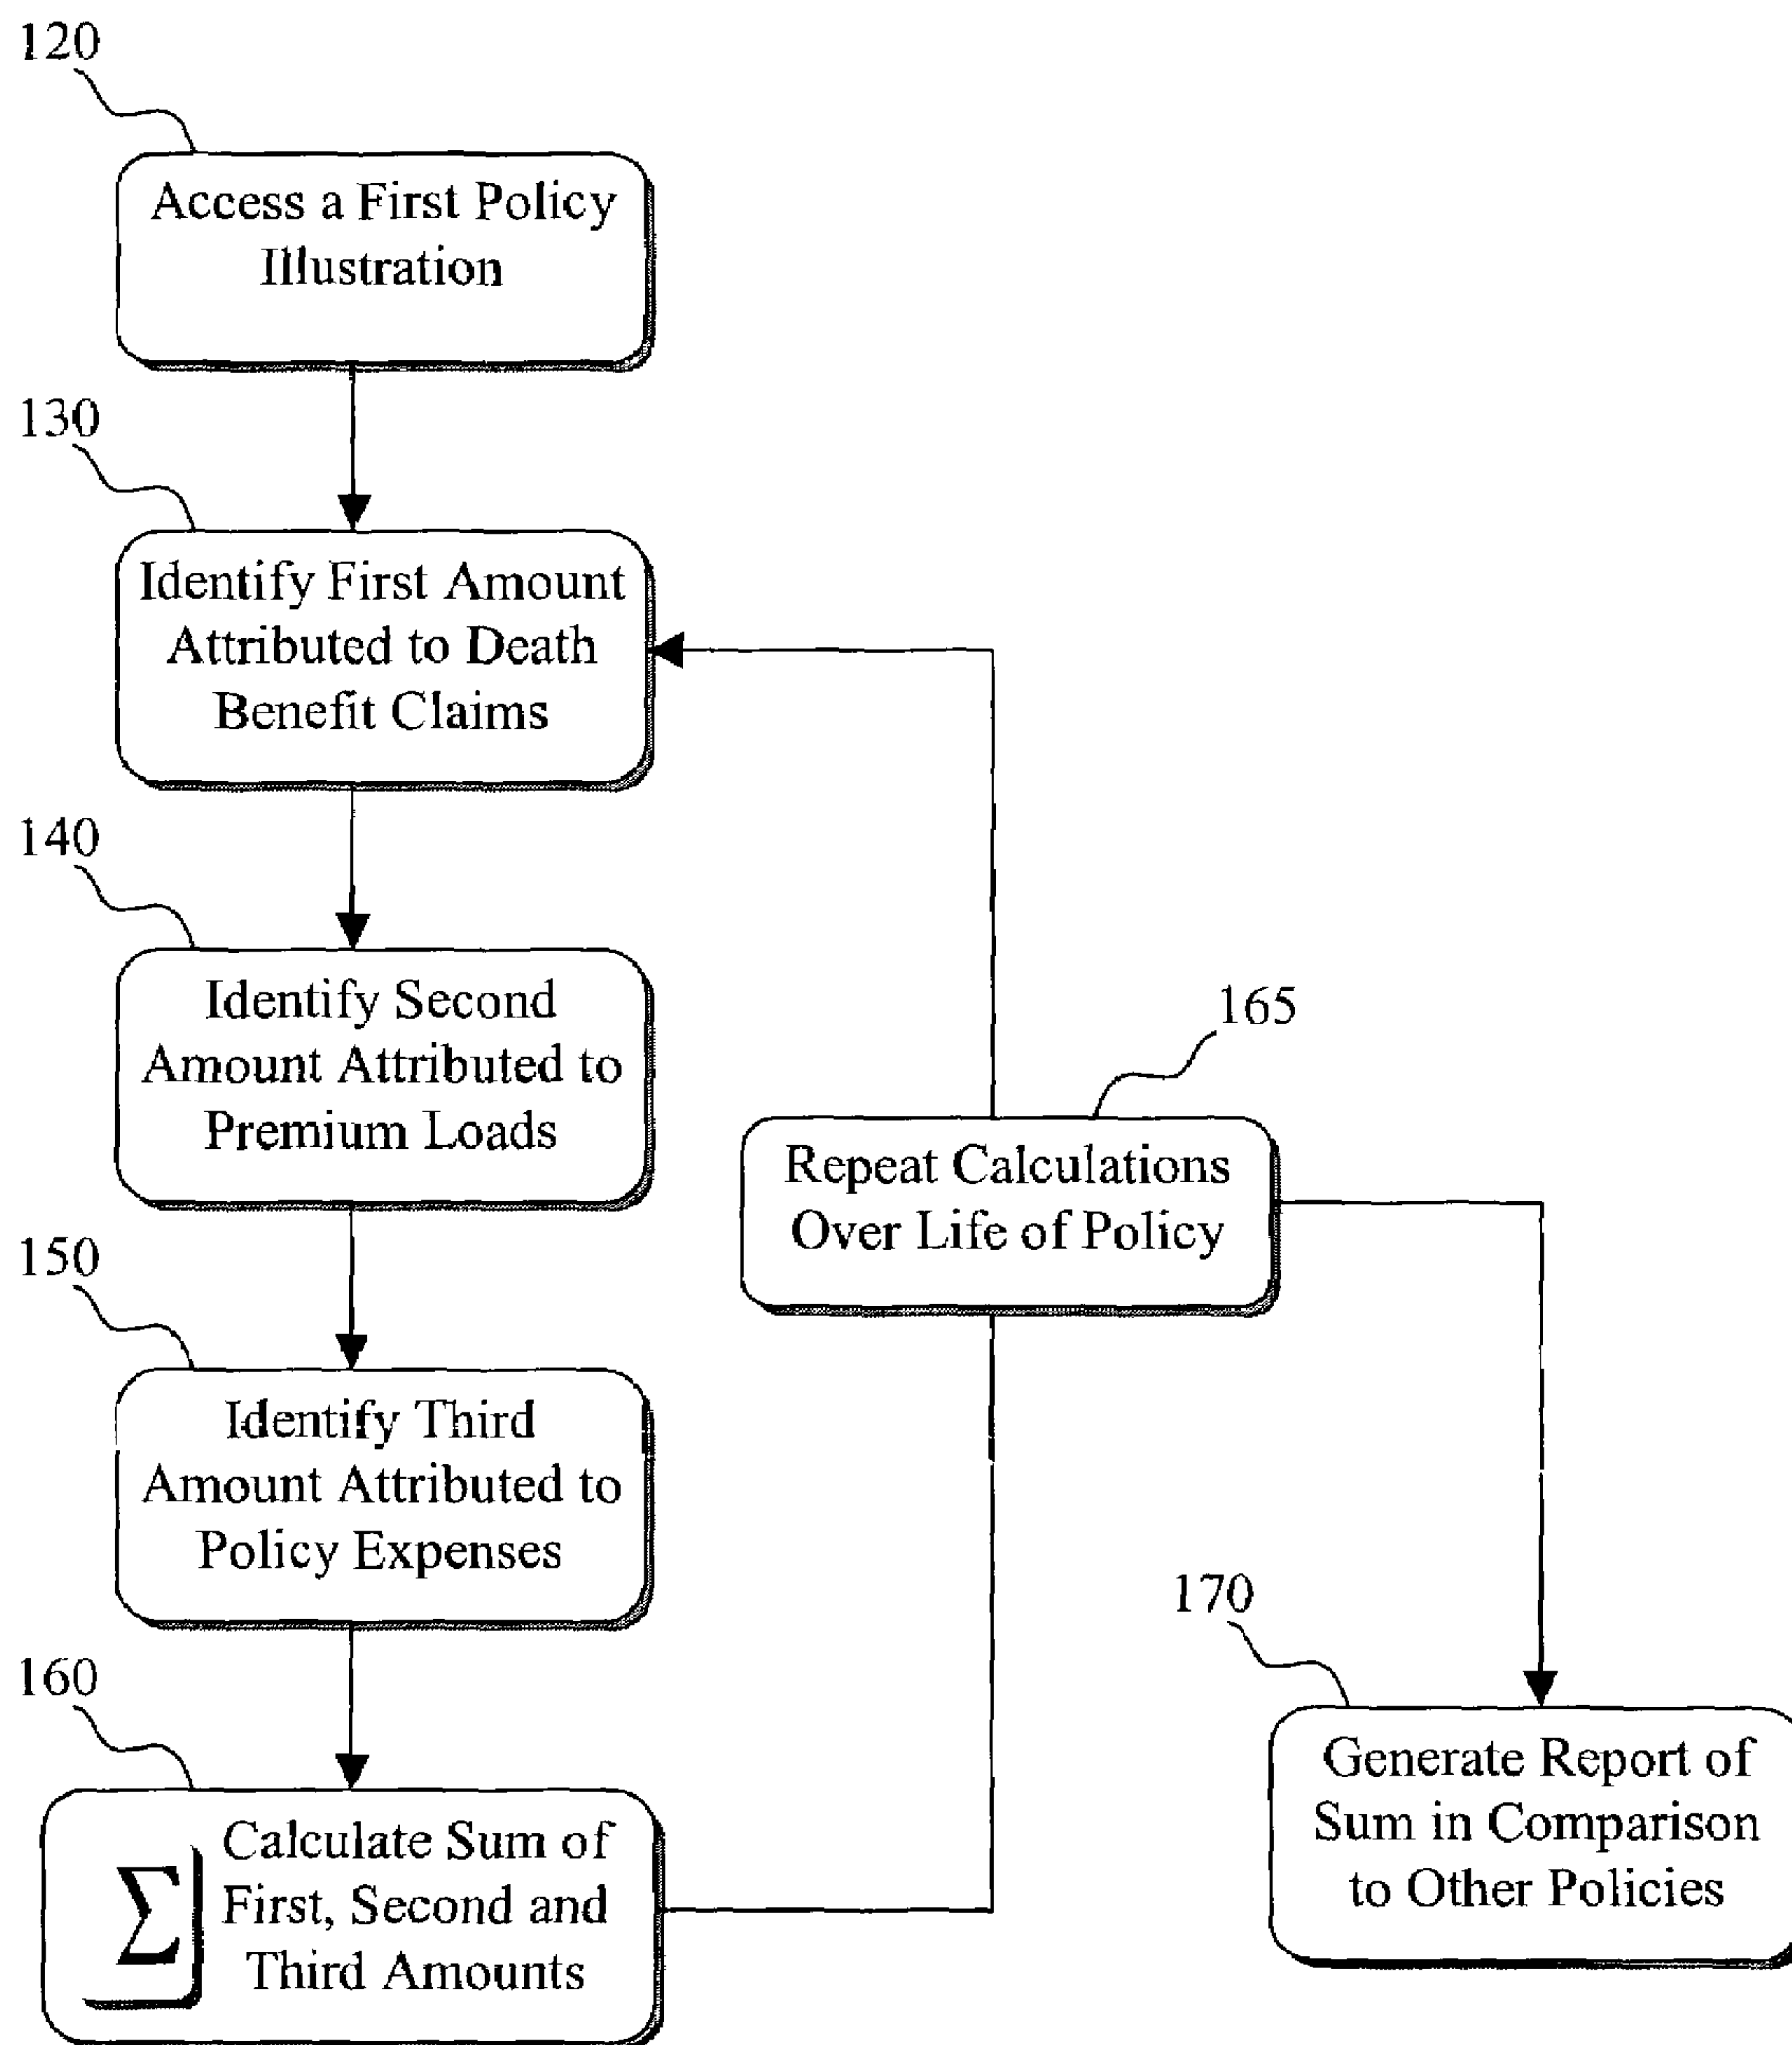 120
Access a First Policy
Illustration
130
Identify First Amount
Attributed to Death
Benefit Claims
140
Identify Second
Amount Attributed to
Premium Loads
165
Repeat Calculations
Over Life of Policy
150
Identify Third
Amount Attributed to
Policy Expenses
160
Σ
Calculate Sum of
First, Second and
Third Amounts
170
Generate Report of
Sum in Comparison
to Other Policies